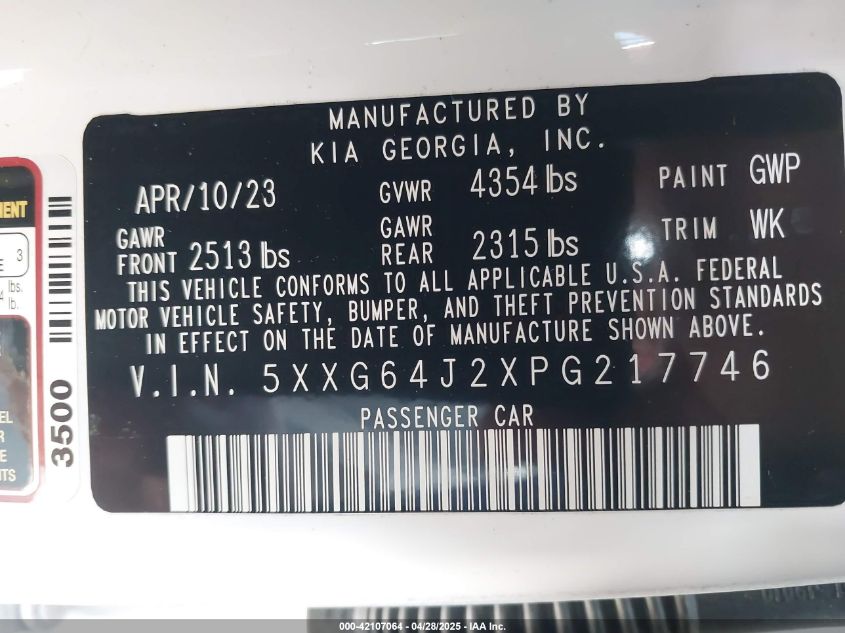 MANUFACTURED BY
KIA GEORGIA, INC.
APR/10/23 GVWR 4354 lbs PAINT GWP
GAWR FRONT 2513 lbs GAWR REAR 2315 lbs TRIM WK
THIS VEHICLE CONFORMS TO ALL APPLICABLE U.S.A. FEDERAL
MOTOR VEHICLE SAFETY, BUMPER, AND THEFT PREVENTION STANDARDS
IN EFFECT ON THE DATE OF MANUFACTURE SHOWN ABOVE.
V.I.N. 5XXG64J2XPG217746
PASSENGER CAR
3500
3
lbs.
lb.
000-42107064 - 04/28/2025 - IAA Inc.